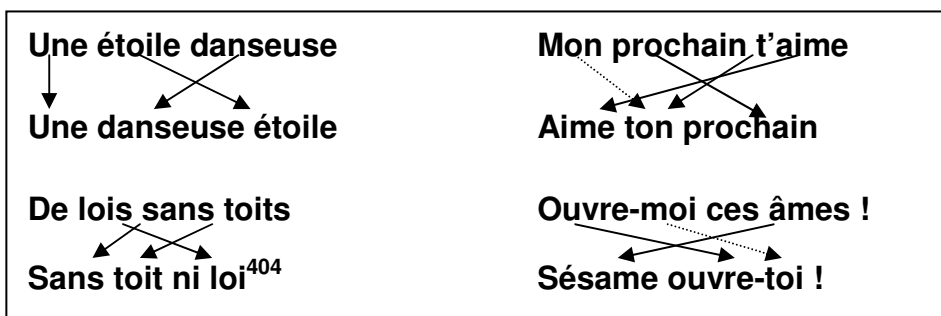 Une étoile danseuse
Une danseuse étoile
De lois sans toits
Sans toit ni loi404
Mon prochain t'aime
Aime ton prochain
Ouvre-moi ces âmes !
Sésame ouvre-toi !